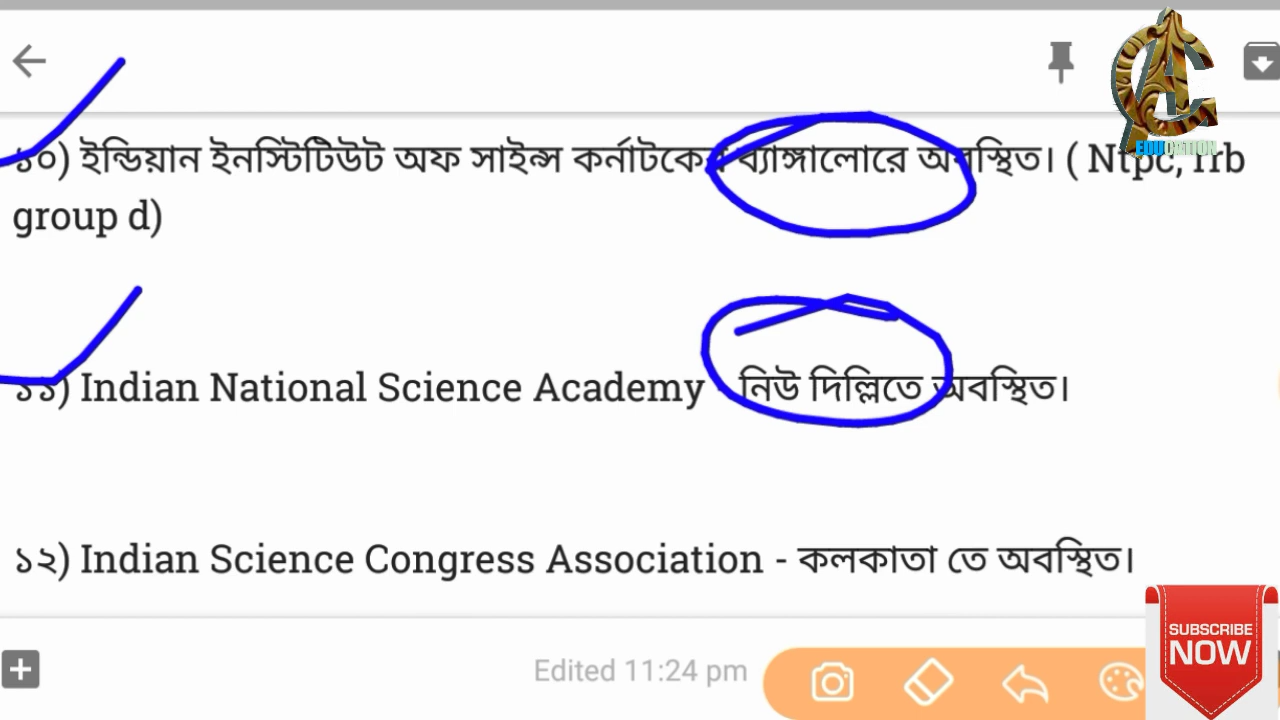 ১০) ইন্ডিয়ান ইনস্টিটিউট অফ সাইন্স কর্নাটকের ব্যাঙ্গালোরে অবস্থিত। ( Ntpc, rrb
group d)
১১) Indian National Science Academy - নিউ দিল্লিতে অবস্থিত।
১২) Indian Science Congress Association - কলকাতা তে অবস্থিত।
Edited 11:24 pm
EDUCATION
SUBSCRIBE
NOW